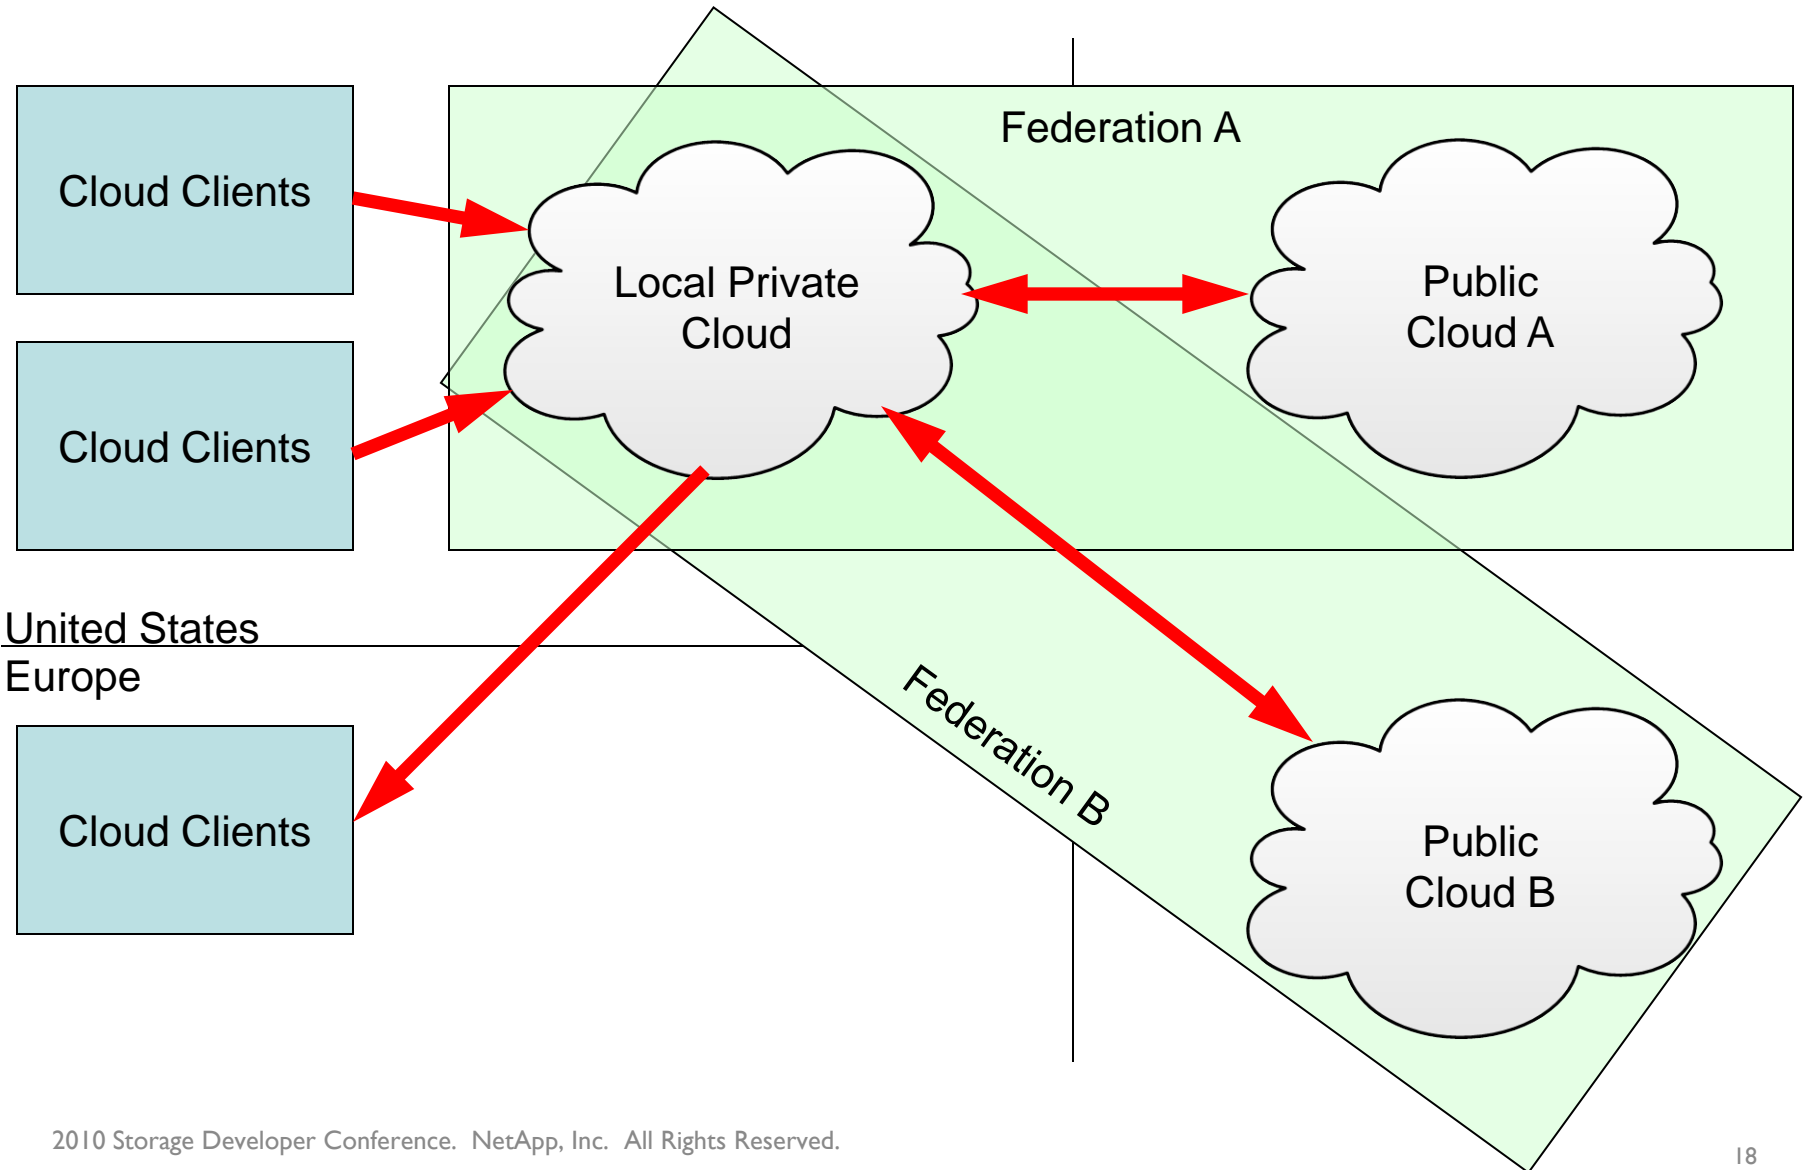 Federation A
Cloud Clients
Local Private
Cloud
Public
Cloud A
Cloud Clients
United States
Europe
Federation B
Cloud Clients
Public
Cloud B
2010 Storage Developer Conference. NetApp, Inc. All Rights Reserved.
18